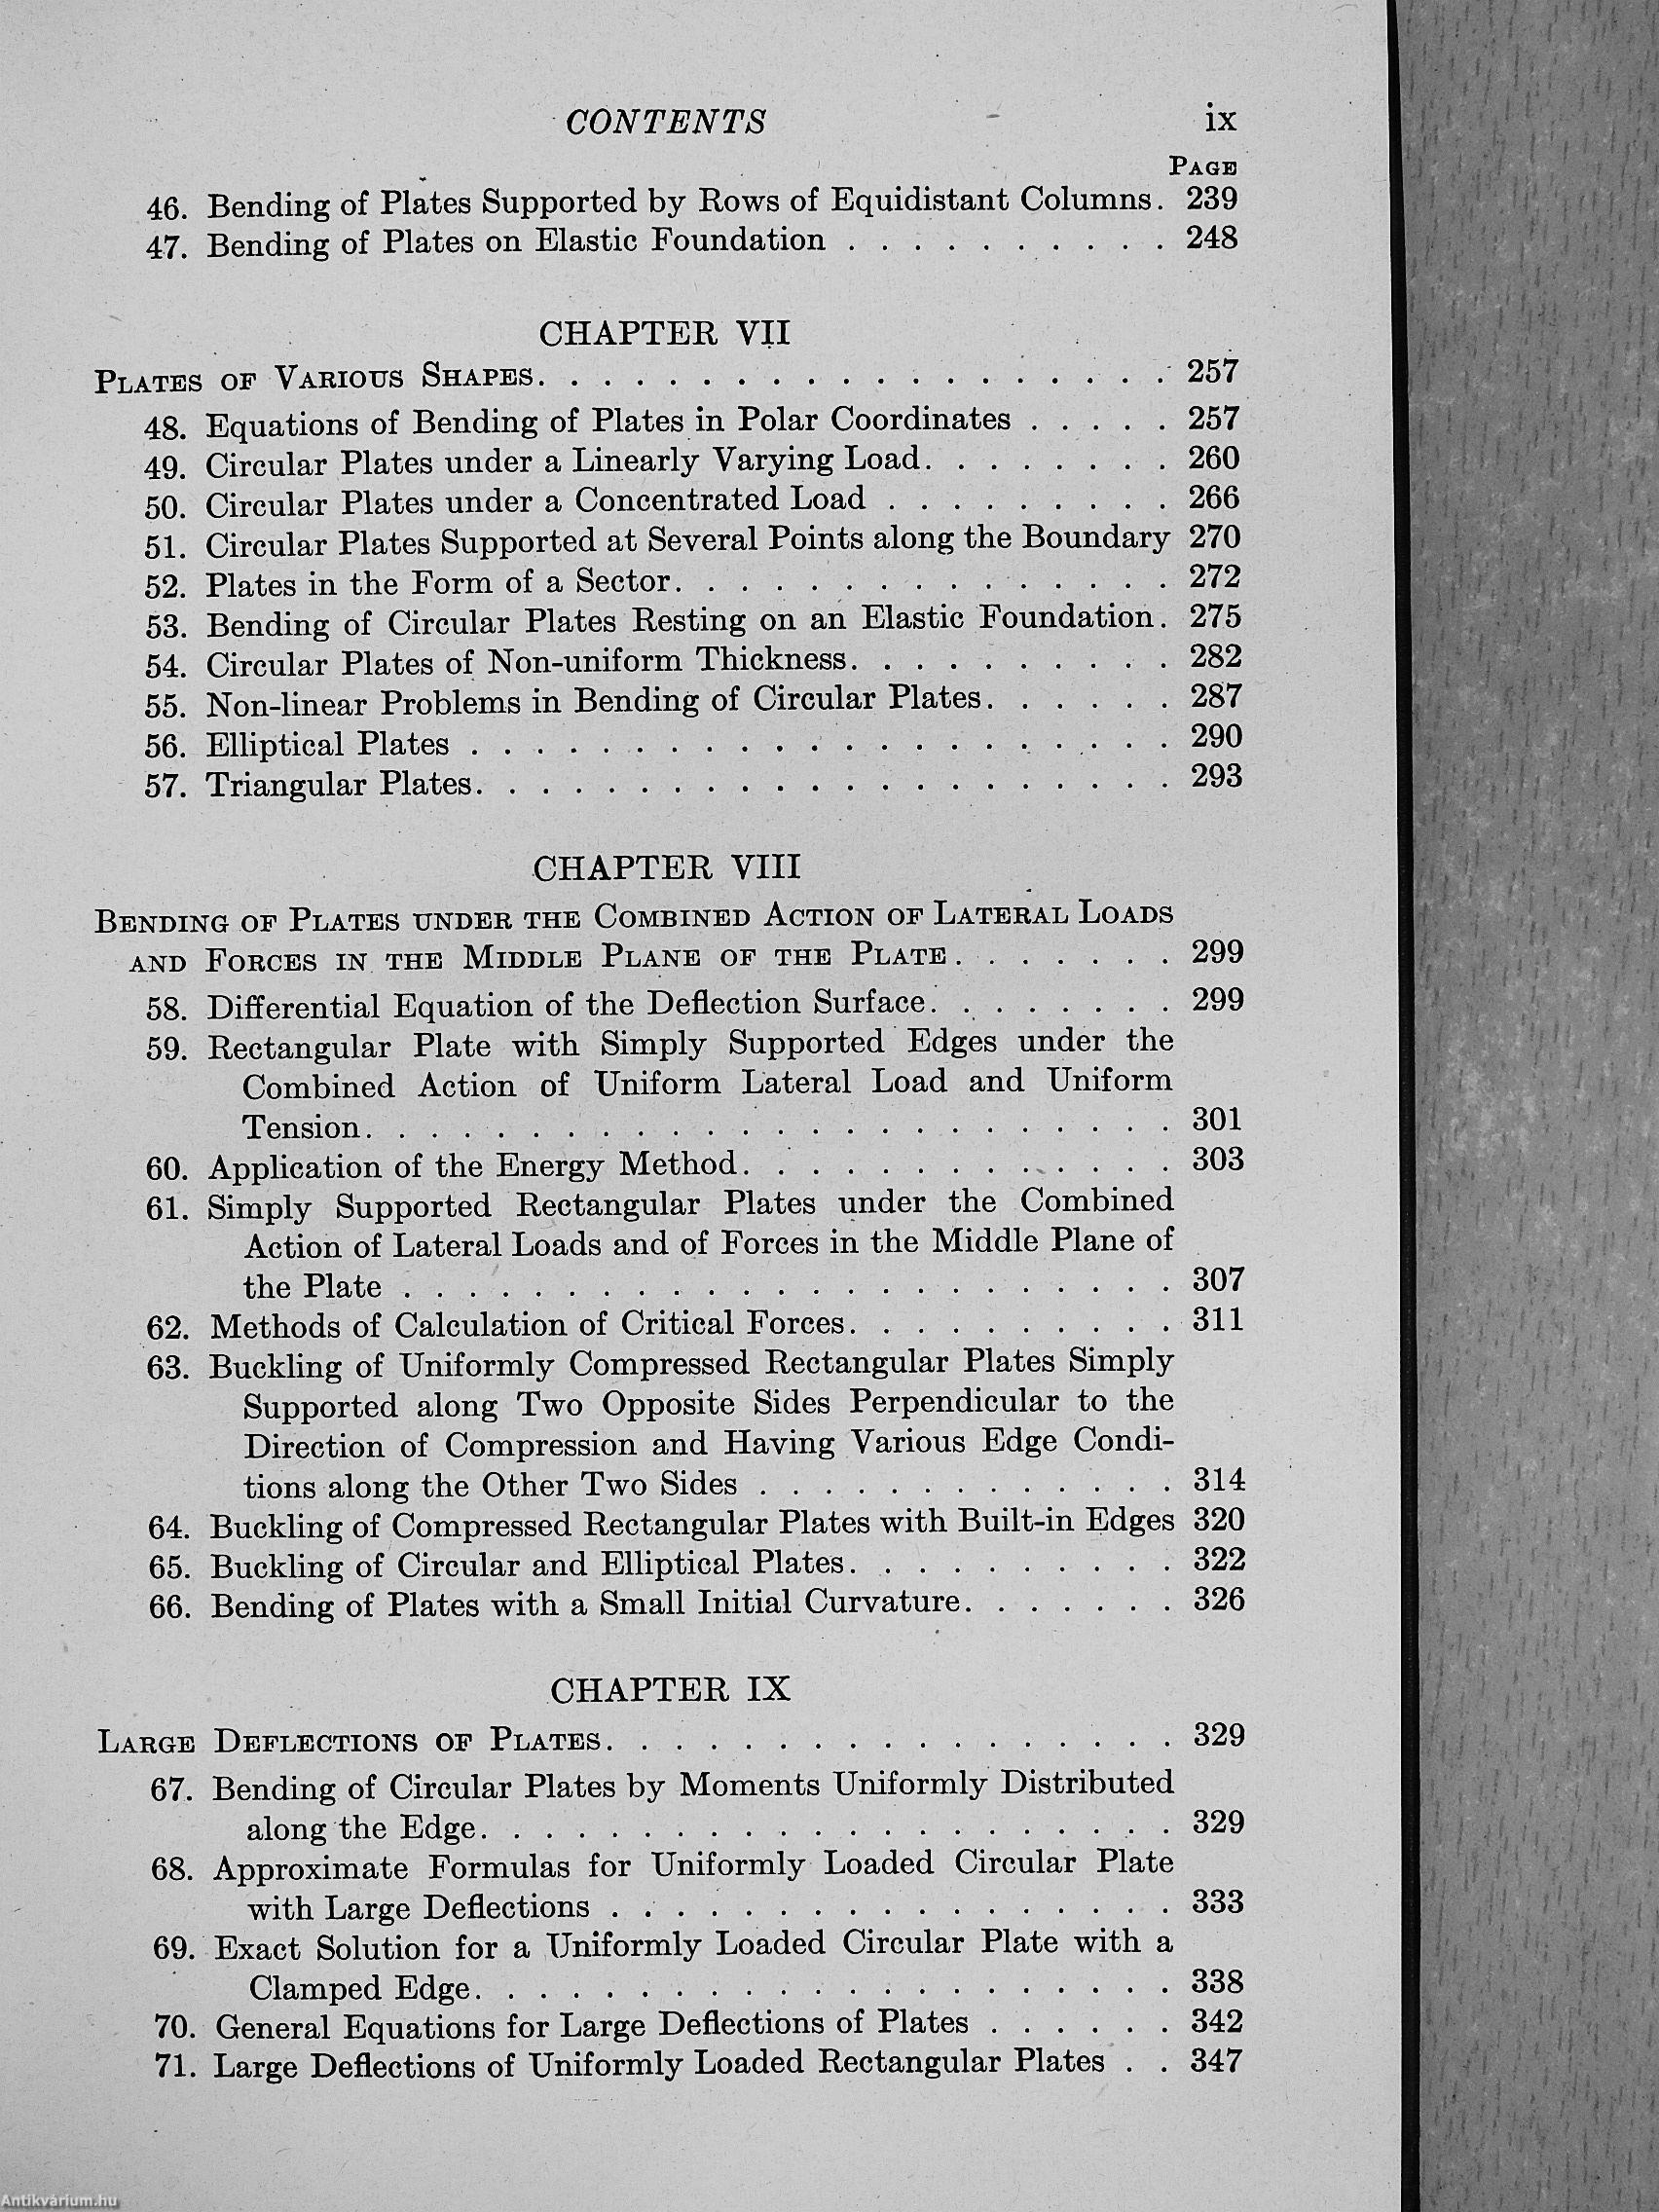 CONTENTS ix
PAGE
46. Bending of Plates Supported by Rows of Equidistant Columns. 239
47. Bending of Plates on Elastic Foundation . . . . . . . . . . 248
CHAPTER VII
PLATES OF VARIOUS SHAPES. . . . . . . . . . . . . . . . . . . 257
48. Equations of Bending of Plates in Polar Coordinates . . . . . 257
49. Circular Plates under a Linearly Varying Load. . . . . . . . 260
50. Circular Plates under a Concentrated Load . . . . . . . . . 266
51. Circular Plates Supported at Several Points along the Boundary 270
52. Plates in the Form of a Sector. . . . . . . . . . . . . . . 272
53. Bending of Circular Plates Resting on an Elastic Foundation. 275
54. Circular Plates of Non-uniform Thickness. . . . . . . . . . 282
55. Non-linear Problems in Bending of Circular Plates. . . . . . 287
56. Elliptical Plates . . . . . . . . . . . . . . . . . . . . . 290
57. Triangular Plates. . . . . . . . . . . . . . . . . . . . . 293
CHAPTER VIII
BENDING OF PLATES UNDER THE COMBINED ACTION OF LATERAL LOADS
AND FORCES IN THE MIDDLE PLANE OF THE PLATE. . . . . . . 299
58. Differential Equation of the Deflection Surface. . . . . . . . 299
59. Rectangular Plate with Simply Supported Edges under the
Combined Action of Uniform Lateral Load and Uniform
Tension. . . . . . . . . . . . . . . . . . . . . . . . 301
60. Application of the Energy Method. . . . . . . . . . . . . 303
61. Simply Supported Rectangular Plates under the Combined
Action of Lateral Loads and of Forces in the Middle Plane of
the Plate . . . . . . . . . . . . . . . . . . . . . . . 307
62. Methods of Calculation of Critical Forces. . . . . . . . . . 311
63. Buckling of Uniformly Compressed Rectangular Plates Simply
Supported along Two Opposite Sides Perpendicular to the
Direction of Compression and Having Various Edge Condi-
tions along the Other Two Sides . . . . . . . . . . . . . 314
64. Buckling of Compressed Rectangular Plates with Built-in Edges 320
65. Buckling of Circular and Elliptical Plates. . . . . . . . . . 322
66. Bending of Plates with a Small Initial Curvature. . . . . . . 326
CHAPTER IX
LARGE DEFLECTIONS OF PLATES. . . . . . . . . . . . . . . . . 329
67. Bending of Circular Plates by Moments Uniformly Distributed
along the Edge. . . . . . . . . . . . . . . . . . . . . 329
68. Approximate Formulas for Uniformly Loaded Circular Plate
with Large Deflections . . . . . . . . . . . . . . . . . 333
69. Exact Solution for a Uniformly Loaded Circular Plate with a
Clamped Edge. . . . . . . . . . . . . . . . . . . . . 338
70. General Equations for Large Deflections of Plates . . . . . . 342
71. Large Deflections of Uniformly Loaded Rectangular Plates . . 347
Antikvarium.hu